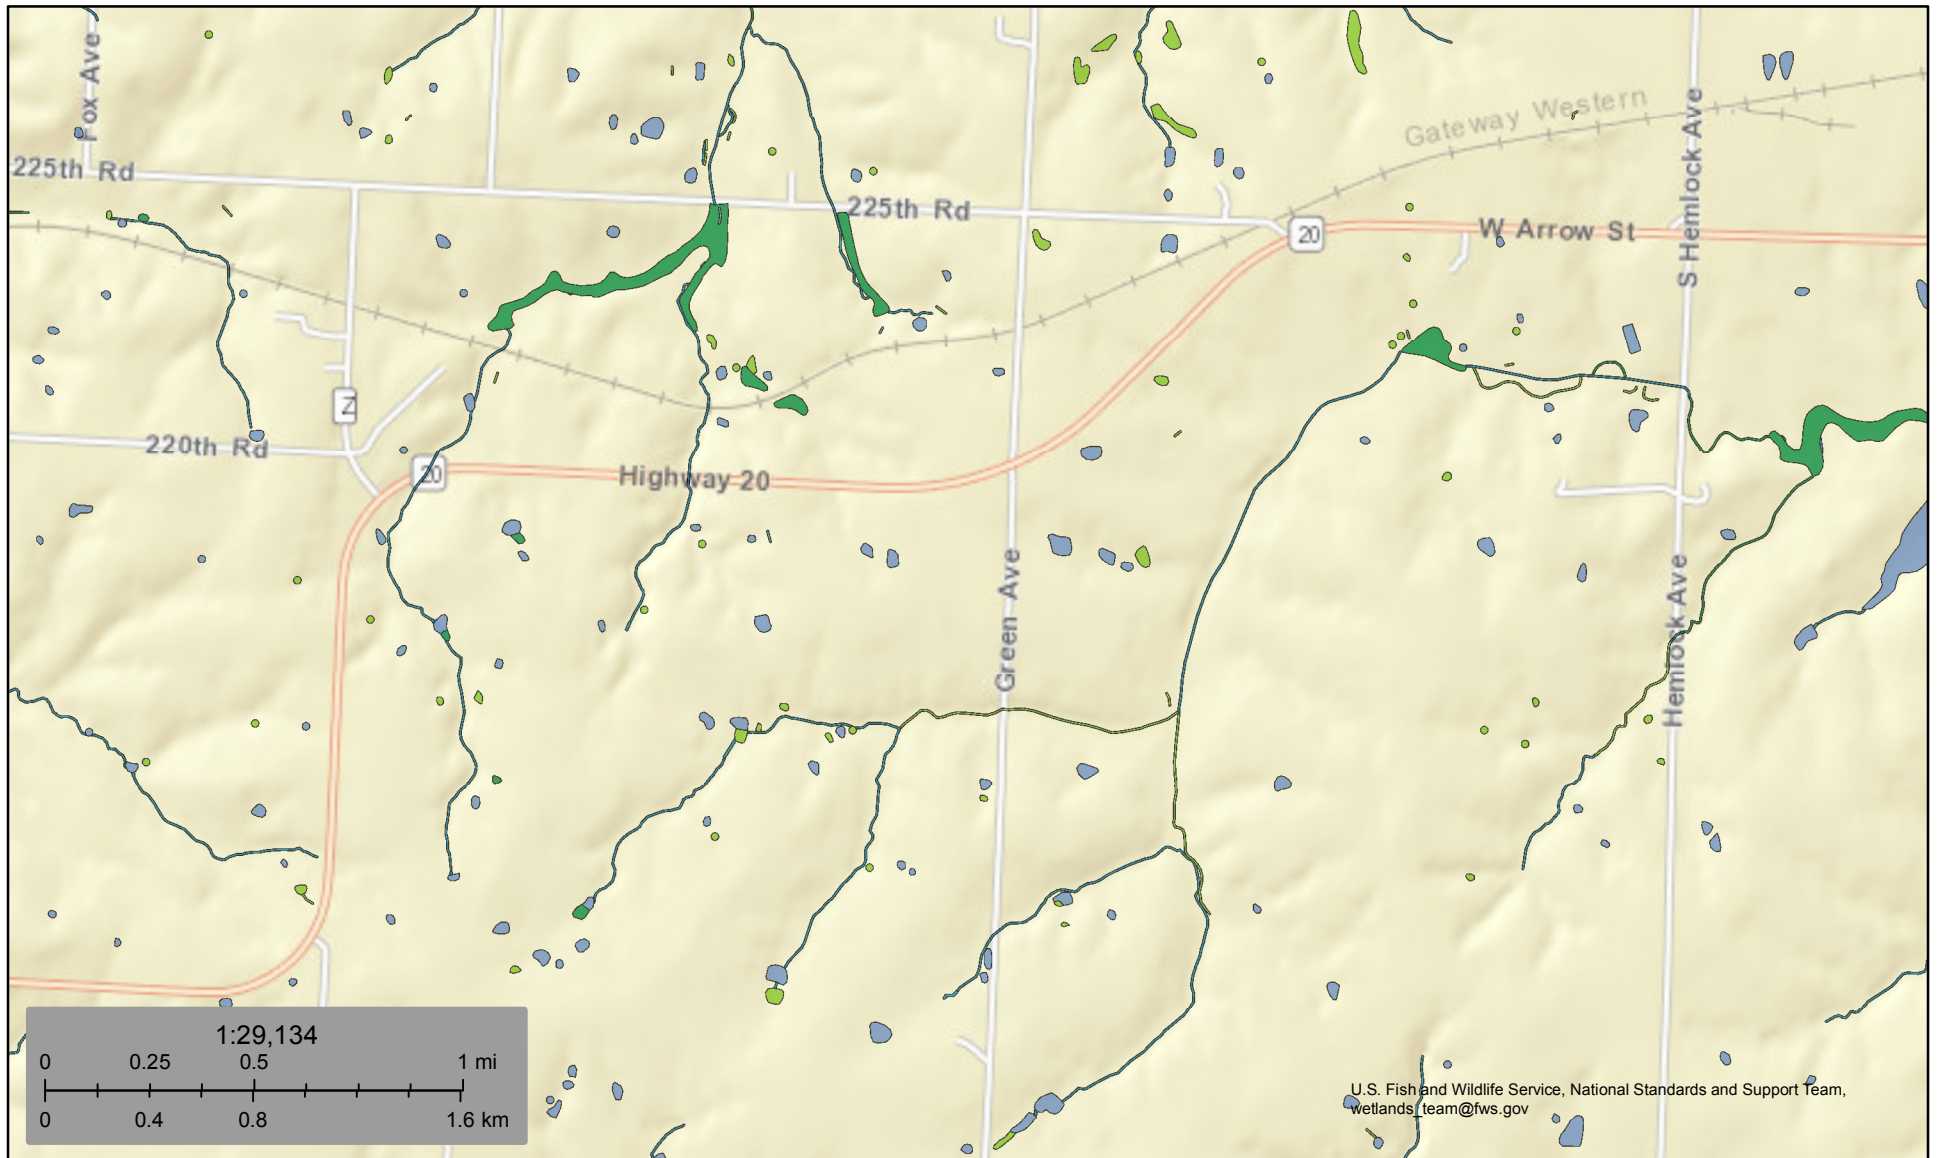 Fox Ave
Gateway Western
S Hemlock Ave
225th Rd
225th Rd
20
W Arrow St
Z
220th Rd
20
Highway 20
Green Ave
Hemlock Ave
1:29,134
0 0.25 0.5 1 mi
0 0.4 0.8 1.6 km
U.S. Fish and Wildlife Service, National Standards and Support Team,
wetlands_team@fws.gov